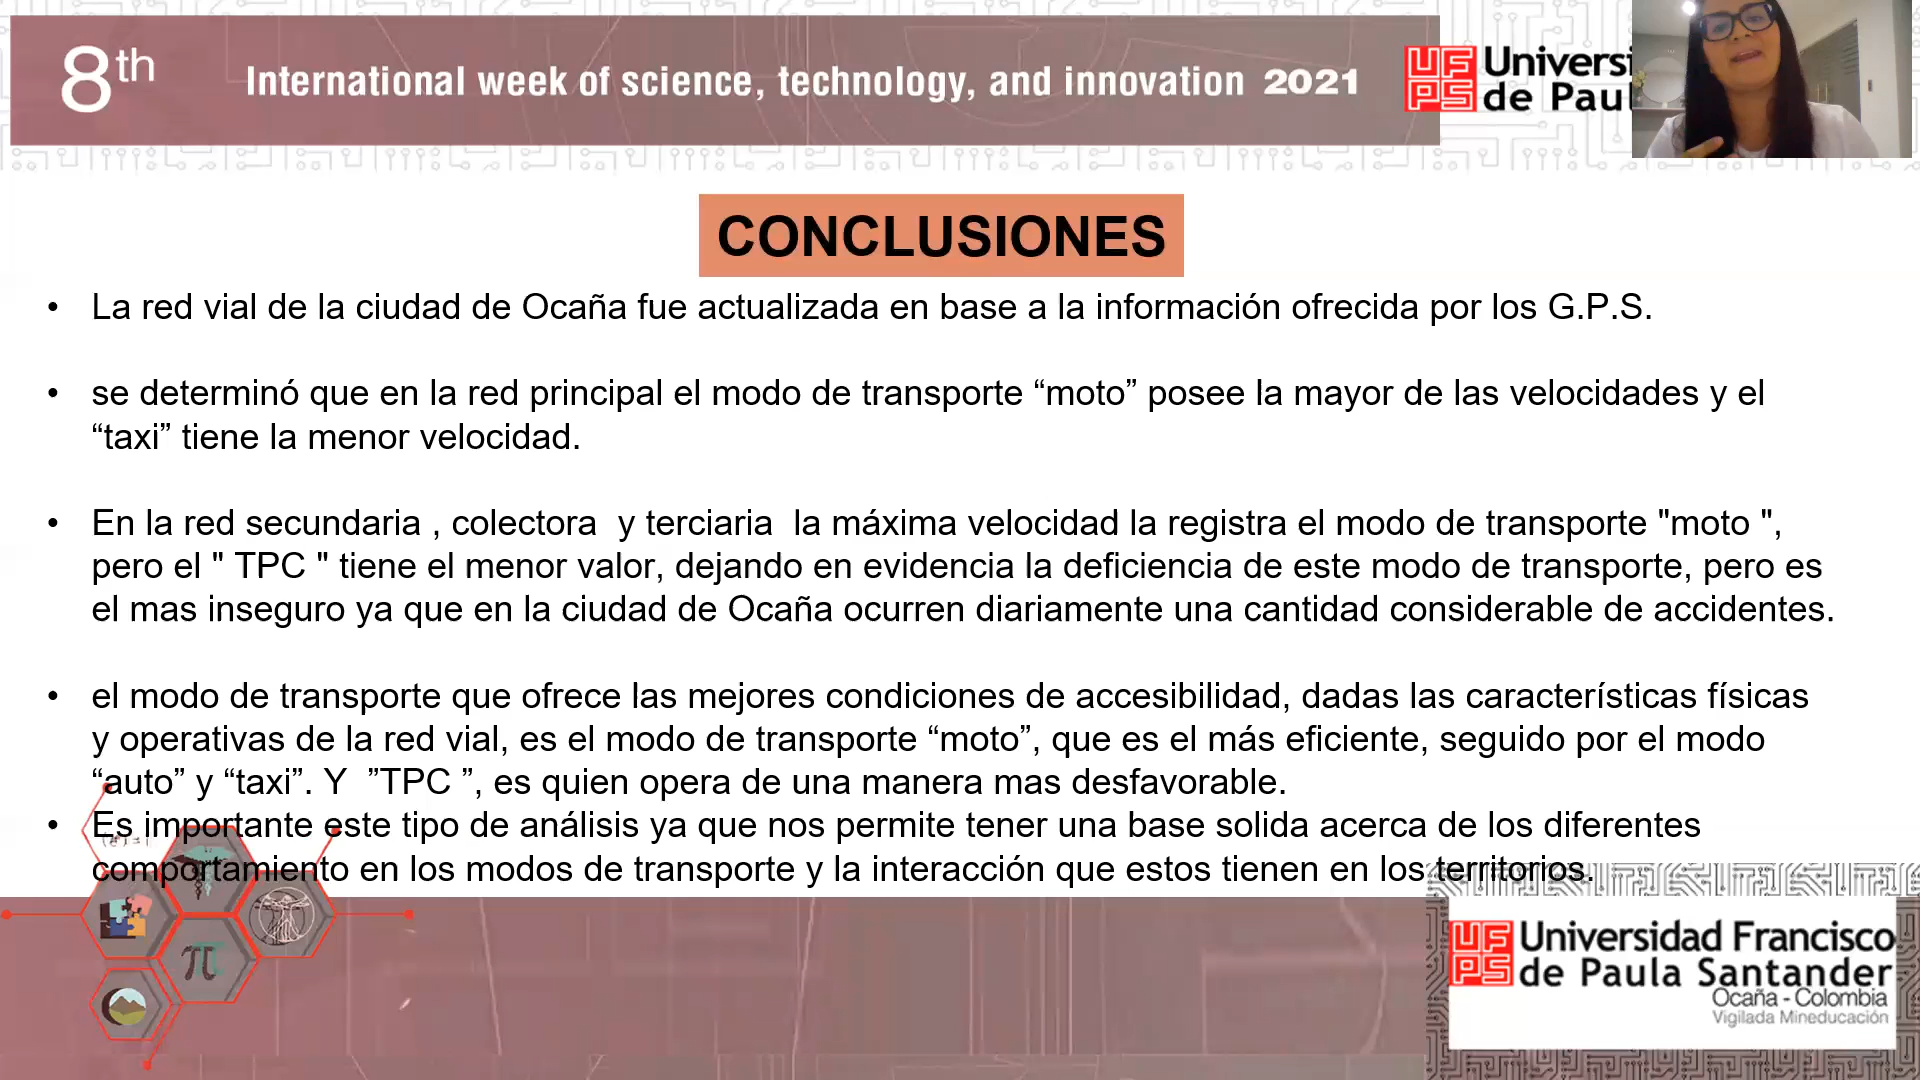 8th
International week of science, technology, and innovation 2021
UFPS
Universi
de Paul
CONCLUSIONES
• La red vial de la ciudad de Ocaña fue actualizada en base a la información ofrecida por los G.P.S.
• se determinó que en la red principal el modo de transporte “moto” posee la mayor de las velocidades y el
“taxi” tiene la menor velocidad.
• En la red secundaria , colectora  y terciaria  la máxima velocidad la registra el modo de transporte "moto ",
pero el " TPC " tiene el menor valor, dejando en evidencia la deficiencia de este modo de transporte, pero es
el mas inseguro ya que en la ciudad de Ocaña ocurren diariamente una cantidad considerable de accidentes.
• el modo de transporte que ofrece las mejores condiciones de accesibilidad, dadas las características físicas
y operativas de la red vial, es el modo de transporte “moto”, que es el más eficiente, seguido por el modo
“auto” y “taxi”. Y  ”TPC ”, es quien opera de una manera mas desfavorable.
• Es importante este tipo de análisis ya que nos permite tener una base solida acerca de los diferentes
comportamiento en los modos de transporte y la interacción que estos tienen en los territorios.
π
UFPS
Universidad Francisco
de Paula Santander
Ocaña - Colombia
Vigilada Mineducación